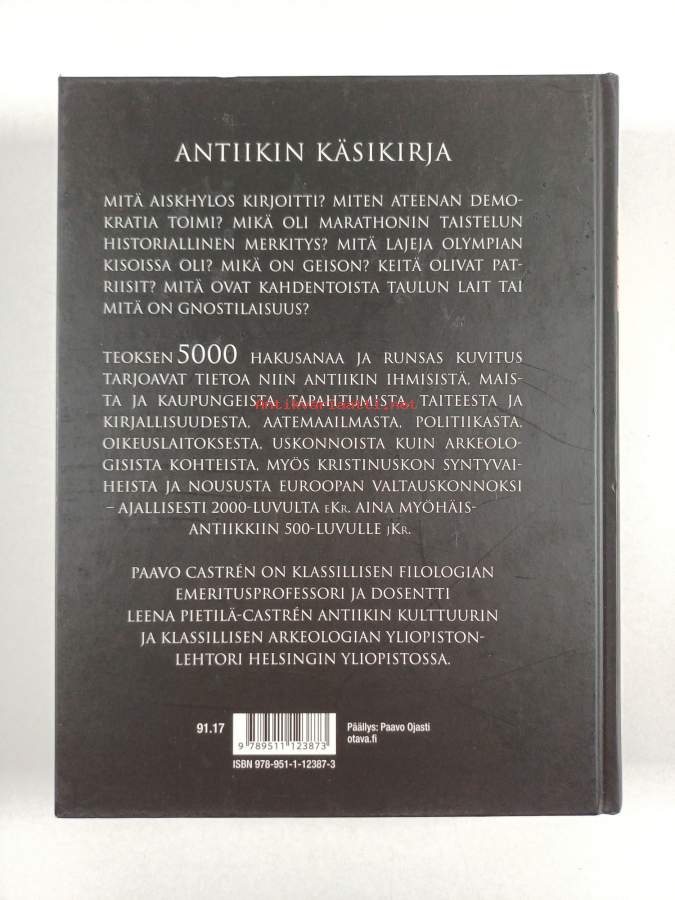 ANTIIKIN KÄSIKIRJA
MITÄ AISKHYLOS KIRJOITTI? MITEN ATEENAN DEMO-
KRATIA TOIMI? MIKÄ OLI MARATHONIN TAISTELUN
HISTORIALLINEN MERKITYS? MITÄ LAJEJA OLYMPIAN
KISOISSA OLI? MIKÄ ON GEISON? KEITÄ OLIVAT PAT-
RIISIT? MITÄ OVAT KAHDENTOISTA TAULUN LAIT TAI
MITÄ ON GNOSTILAISUUS?
TEOKSEN 5000 HAKUSANAA JA RUNSAS KUVITUS
TARJOAVAT TIETOA NIIN ANTIIKIN IHMISISTÄ, MAIS-
TA JA KAUPUNGEISTA, TAPAHTUMISTA, TAITEESTA JA
Antikvariaatti.net
KIRJALLISUUDESTA, AATEMAAILMASTA, POLITIIKASTA,
OIKEUSLAITOKSESTA, USKONNOISTA KUIN ARKEOLO-
GISISTA KOHTEISTA, MYÖS KRISTINUSKON SYNTYVAI-
HEISTA JA NOUSUSTA EUROOPAN VALTAUSKONNOKSI
– AJALLISESTI 2000-LUVULTA eKr. AINA MYÖHÄIS-
ANTIIKKIIN 500-LUVULLE jKr.
PAAVO CASTRÉN ON KLASSILLISEN FILOLOGIAN
EMERITUSPROFESSORI JA DOSENTTI
LEENA PIETILÄ-CASTRÉN ANTIIKIN KULTTUURIN
JA KLASSILLISEN ARKEOLOGIAN YLIOPISTON-
LEHTORI HELSINGIN YLIOPISTOSSA.
91.17
9 789511 123873
ISBN 978-951-1-12387-3
Päällys: Paavo Ojasti
otava.fi